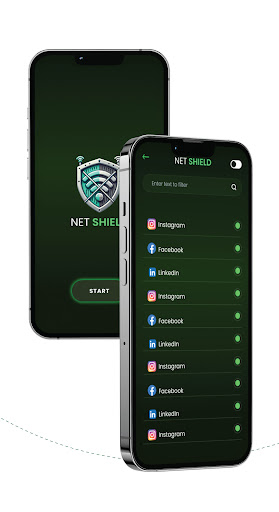 NET SHIELD
START
NET SHIELD
Enter text to filter
Instagram
Facebook
LinkedIn
Instagram
Facebook
LinkedIn
Instagram
Facebook
LinkedIn
Instagram